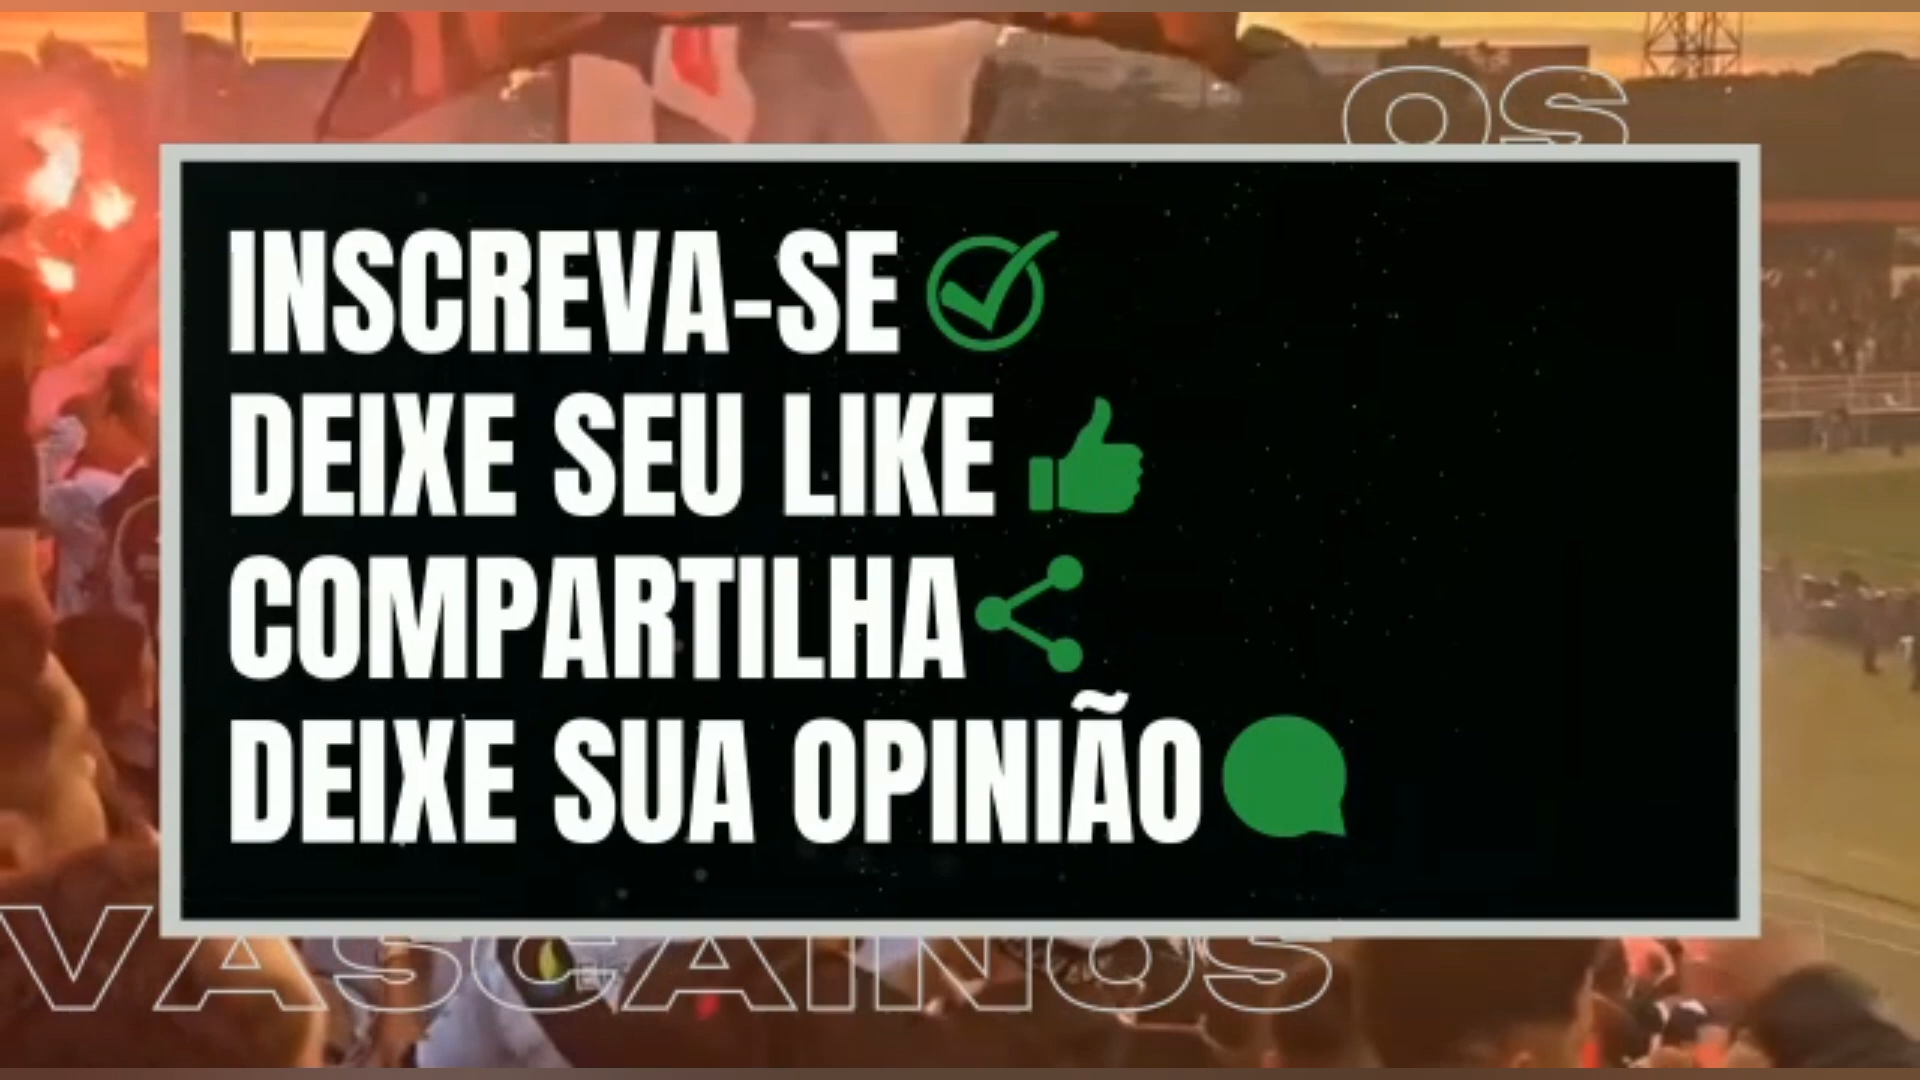 OS
INSCREVA-SE
DEIXE SEU LIKE
COMPARTILHA
DEIXE SUA OPINIÃO
VASCAINOS